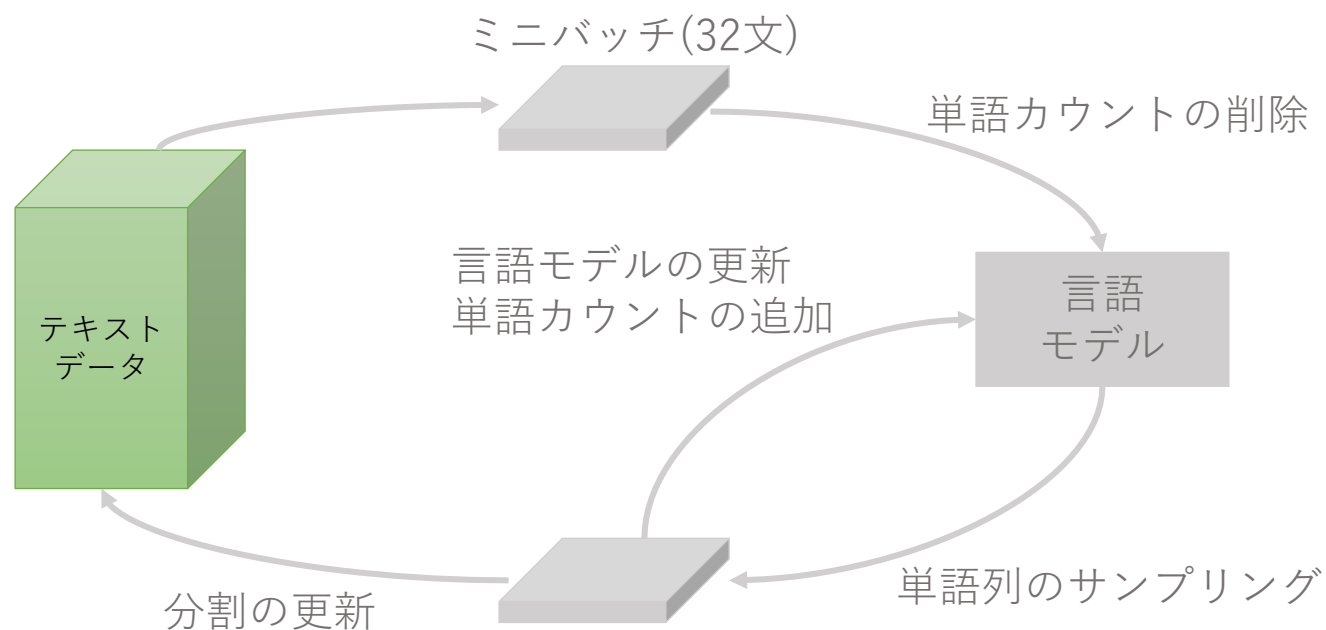 ミニバッチ(32文)
単語カウントの削除
言語モデルの更新
単語カウントの追加
言語
モデル
テキスト
データ
単語列のサンプリング
分割の更新